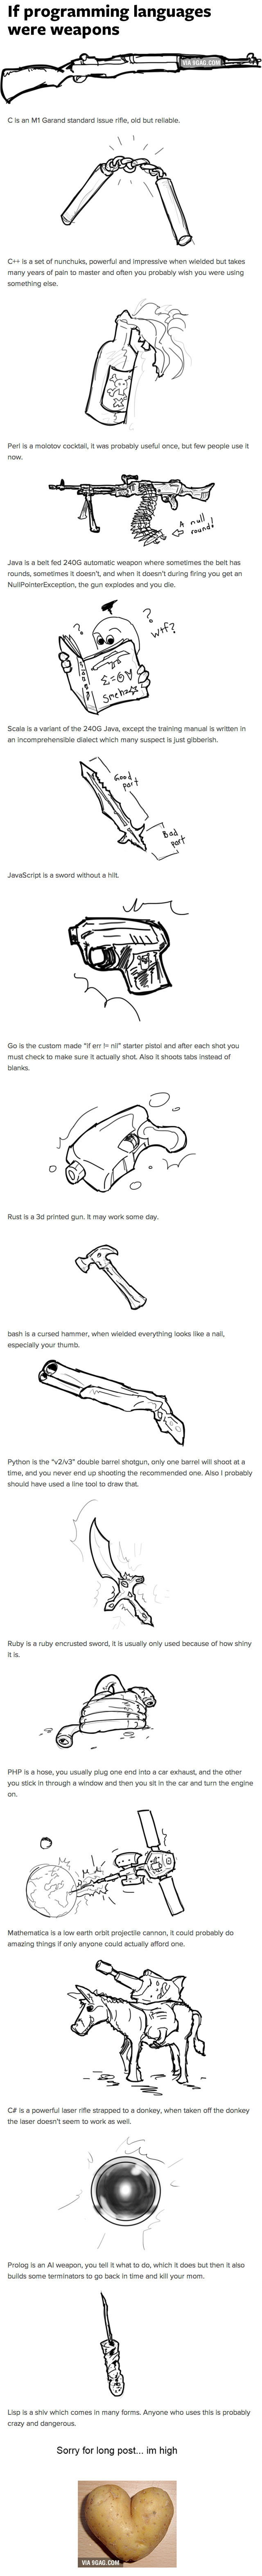 If programming languages
were weapons
VIA 9GAG.COM
C is an M1 Garand standard issue rifle, old but reliable.
C++ is a set of nunchuks, powerful and impressive when wielded but takes
many years of pain to master and often you probably wish you were using
something else.
Perl is a molotov cocktail, it was probably useful once, but few people use it
now.
A null
round!
Java is a belt fed 240G automatic weapon where sometimes the belt has
rounds, sometimes it doesn't, and when it doesn't during firing you get an
NullPointerException, the gun explodes and you die.
?
?
wtf?
Scala is a variant of the 240G Java, except the training manual is written in
an incomprehensible dialect which many suspect is just gibberish.
Good
part
Bad
part
JavaScript is a sword without a hilt.
Go is the custom made "if err != nil" starter pistol and after each shot you
must check to make sure it actually shot. Also it shoots tabs instead of
blanks.
Rust is a 3d printed gun. It may work some day.
bash is a cursed hammer, when wielded everything looks like a nail,
especially your thumb.
Python is the "v2/v3" double barrel shotgun, only one barrel will shoot at a
time, and you never end up shooting the recommended one. Also I probably
should have used a line tool to draw that.
Ruby is a ruby encrusted sword, it is usually only used because of how shiny
it is.
PHP is a hose, you usually plug one end into a car exhaust, and the other
you stick in through a window and then you sit in the car and turn the engine
on.
Mathematica is a low earth orbit projectile cannon, it could probably do
amazing things if only anyone could actually afford one.
C# is a powerful laser rifle strapped to a donkey, when taken off the donkey
the laser doesn't seem to work as well.
Prolog is an AI weapon, you tell it what to do, which it does but then it also
builds some terminators to go back in time and kill your mom.
Lisp is a shiv which comes in many forms. Anyone who uses this is probably
crazy and dangerous.
Sorry for long post... im high
VIA 9GAG.COM